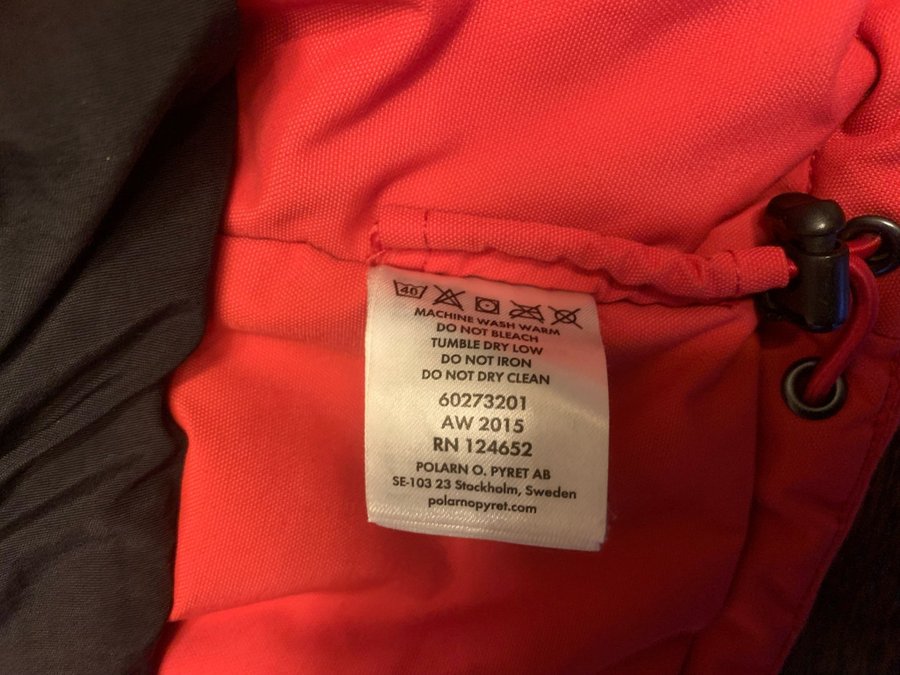 40
MACHINE WASH WARM
DO NOT BLEACH
TUMBLE DRY LOW
DO NOT IRON
DO NOT DRY CLEAN
60273201
AW 2015
RN 124652
POLARN O. PYRET AB
SE-103 23 Stockholm, Sweden
polarnopyret.com